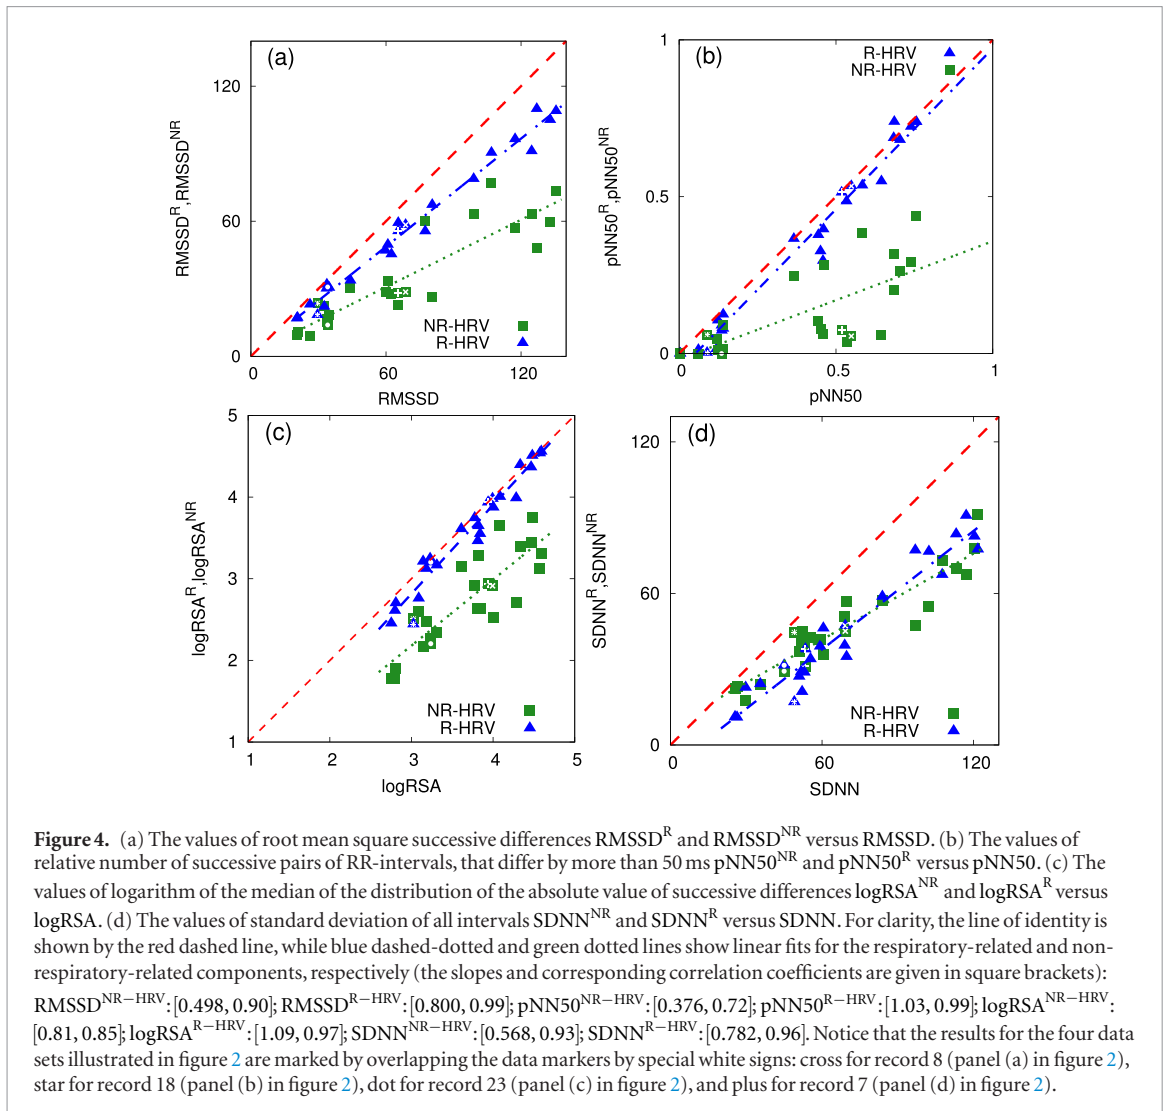 (a)
RMSSD^R,RMSSD^NR
120
60
0
NR-HRV
R-HRV
0 60 120
RMSSD
(b)
pNN50^R,pNN50^NR
1
0.5
0
R-HRV
NR-HRV
0 0.5 1
pNN50
(c)
logRSA^R,logRSA^NR
5
4
3
2
1
NR-HRV
R-HRV
1 2 3 4 5
logRSA
(d)
SDNN^R,SDNN^NR
120
60
0
NR-HRV
R-HRV
0 60 120
SDNN
Figure 4. (a) The values of root mean square successive differences RMSSD^R and RMSSD^NR versus RMSSD. (b) The values of
relative number of successive pairs of RR-intervals, that differ by more than 50 ms pNN50^NR and pNN50^R versus pNN50. (c) The
values of logarithm of the median of the distribution of the absolute value of successive differences logRSA^NR and logRSA^R versus
logRSA. (d) The values of standard deviation of all intervals SDNN^NR and SDNN^R versus SDNN. For clarity, the line of identity is
shown by the red dashed line, while blue dashed-dotted and green dotted lines show linear fits for the respiratory-related and non-
respiratory-related components, respectively (the slopes and corresponding correlation coefficients are given in square brackets):
RMSSD^NR−HRV: [0.498, 0.90]; RMSSD^R−HRV: [0.800, 0.99]; pNN50^NR−HRV: [0.376, 0.72]; pNN50^R−HRV: [1.03, 0.99]; logRSA^NR−HRV:
[0.81, 0.85]; logRSA^R−HRV: [1.09, 0.97]; SDNN^NR−HRV: [0.568, 0.93]; SDNN^R−HRV: [0.782, 0.96]. Notice that the results for the four data
sets illustrated in figure 2 are marked by overlapping the data markers by special white signs: cross for record 8 (panel (a) in figure 2),
star for record 18 (panel (b) in figure 2), dot for record 23 (panel (c) in figure 2), and plus for record 7 (panel (d) in figure 2).